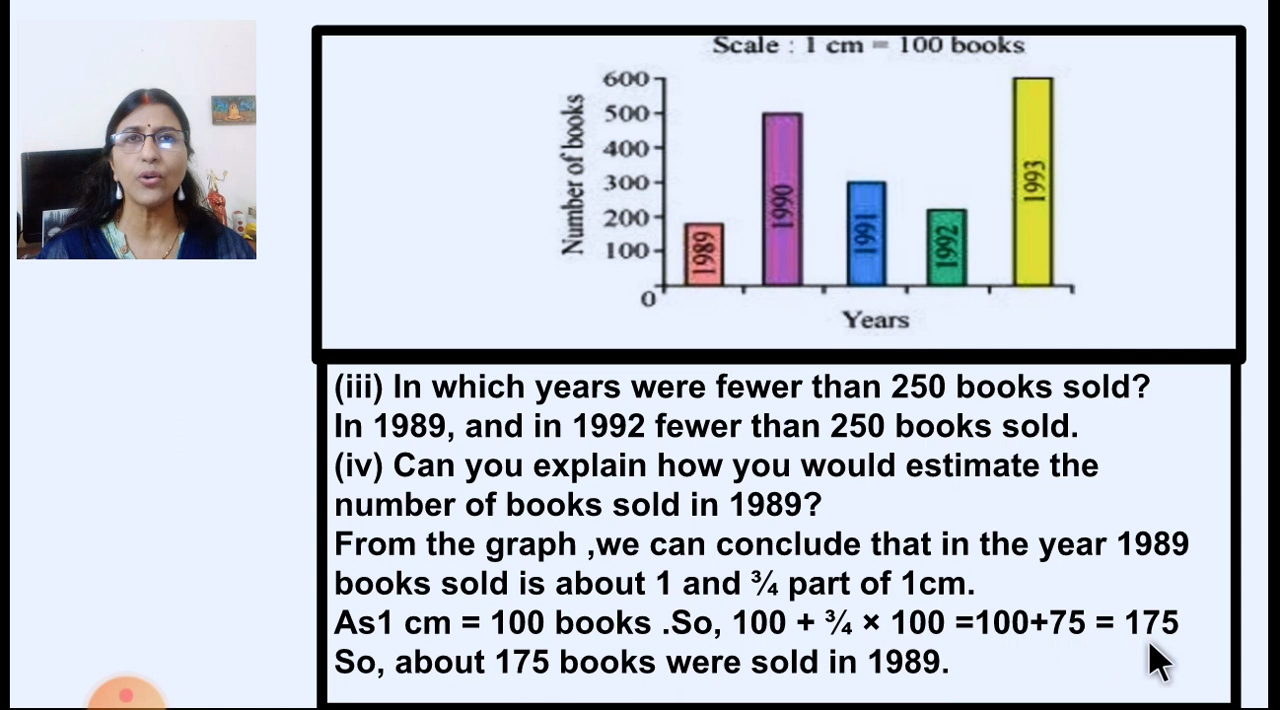 Scale : 1 cm = 100 books
Number of books
600
500
400
300
200
100
0
1989
1990
1991
1992
1993
Years
(iii) In which years were fewer than 250 books sold?
In 1989, and in 1992 fewer than 250 books sold.
(iv) Can you explain how you would estimate the
number of books sold in 1989?
From the graph ,we can conclude that in the year 1989
books sold is about 1 and ¾ part of 1cm.
As1 cm = 100 books .So, 100 + ¾ × 100 =100+75 = 175
So, about 175 books were sold in 1989.